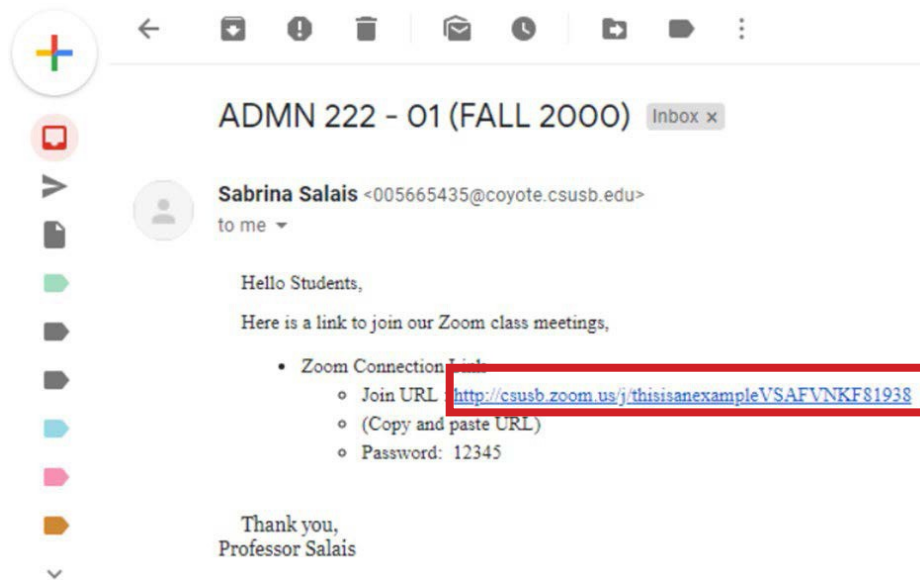 ADMN 222 - 01 (FALL 2000) Inbox x
Sabrina Salais <005665435@coyote.csusb.edu>
to me
Hello Students,
Here is a link to join our Zoom class meetings,
• Zoom Connection Link
o Join URL : http://csusb.zoom.us/j/thisisanexampleVSAFVNKF81938
o (Copy and paste URL)
o Password: 12345
Thank you,
Professor Salais